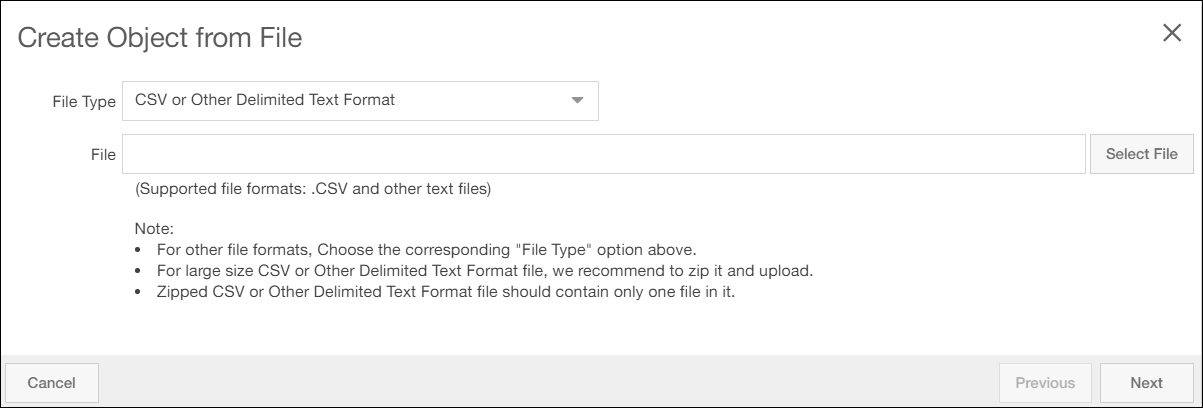 Create Object from File
File Type CSV or Other Delimited Text Format
File Select File
(Supported file formats: .CSV and other text files)
Note:
• For other file formats, Choose the corresponding "File Type" option above.
• For large size CSV or Other Delimited Text Format file, we recommend to zip it and upload.
• Zipped CSV or Other Delimited Text Format file should contain only one file in it.
Cancel Previous Next